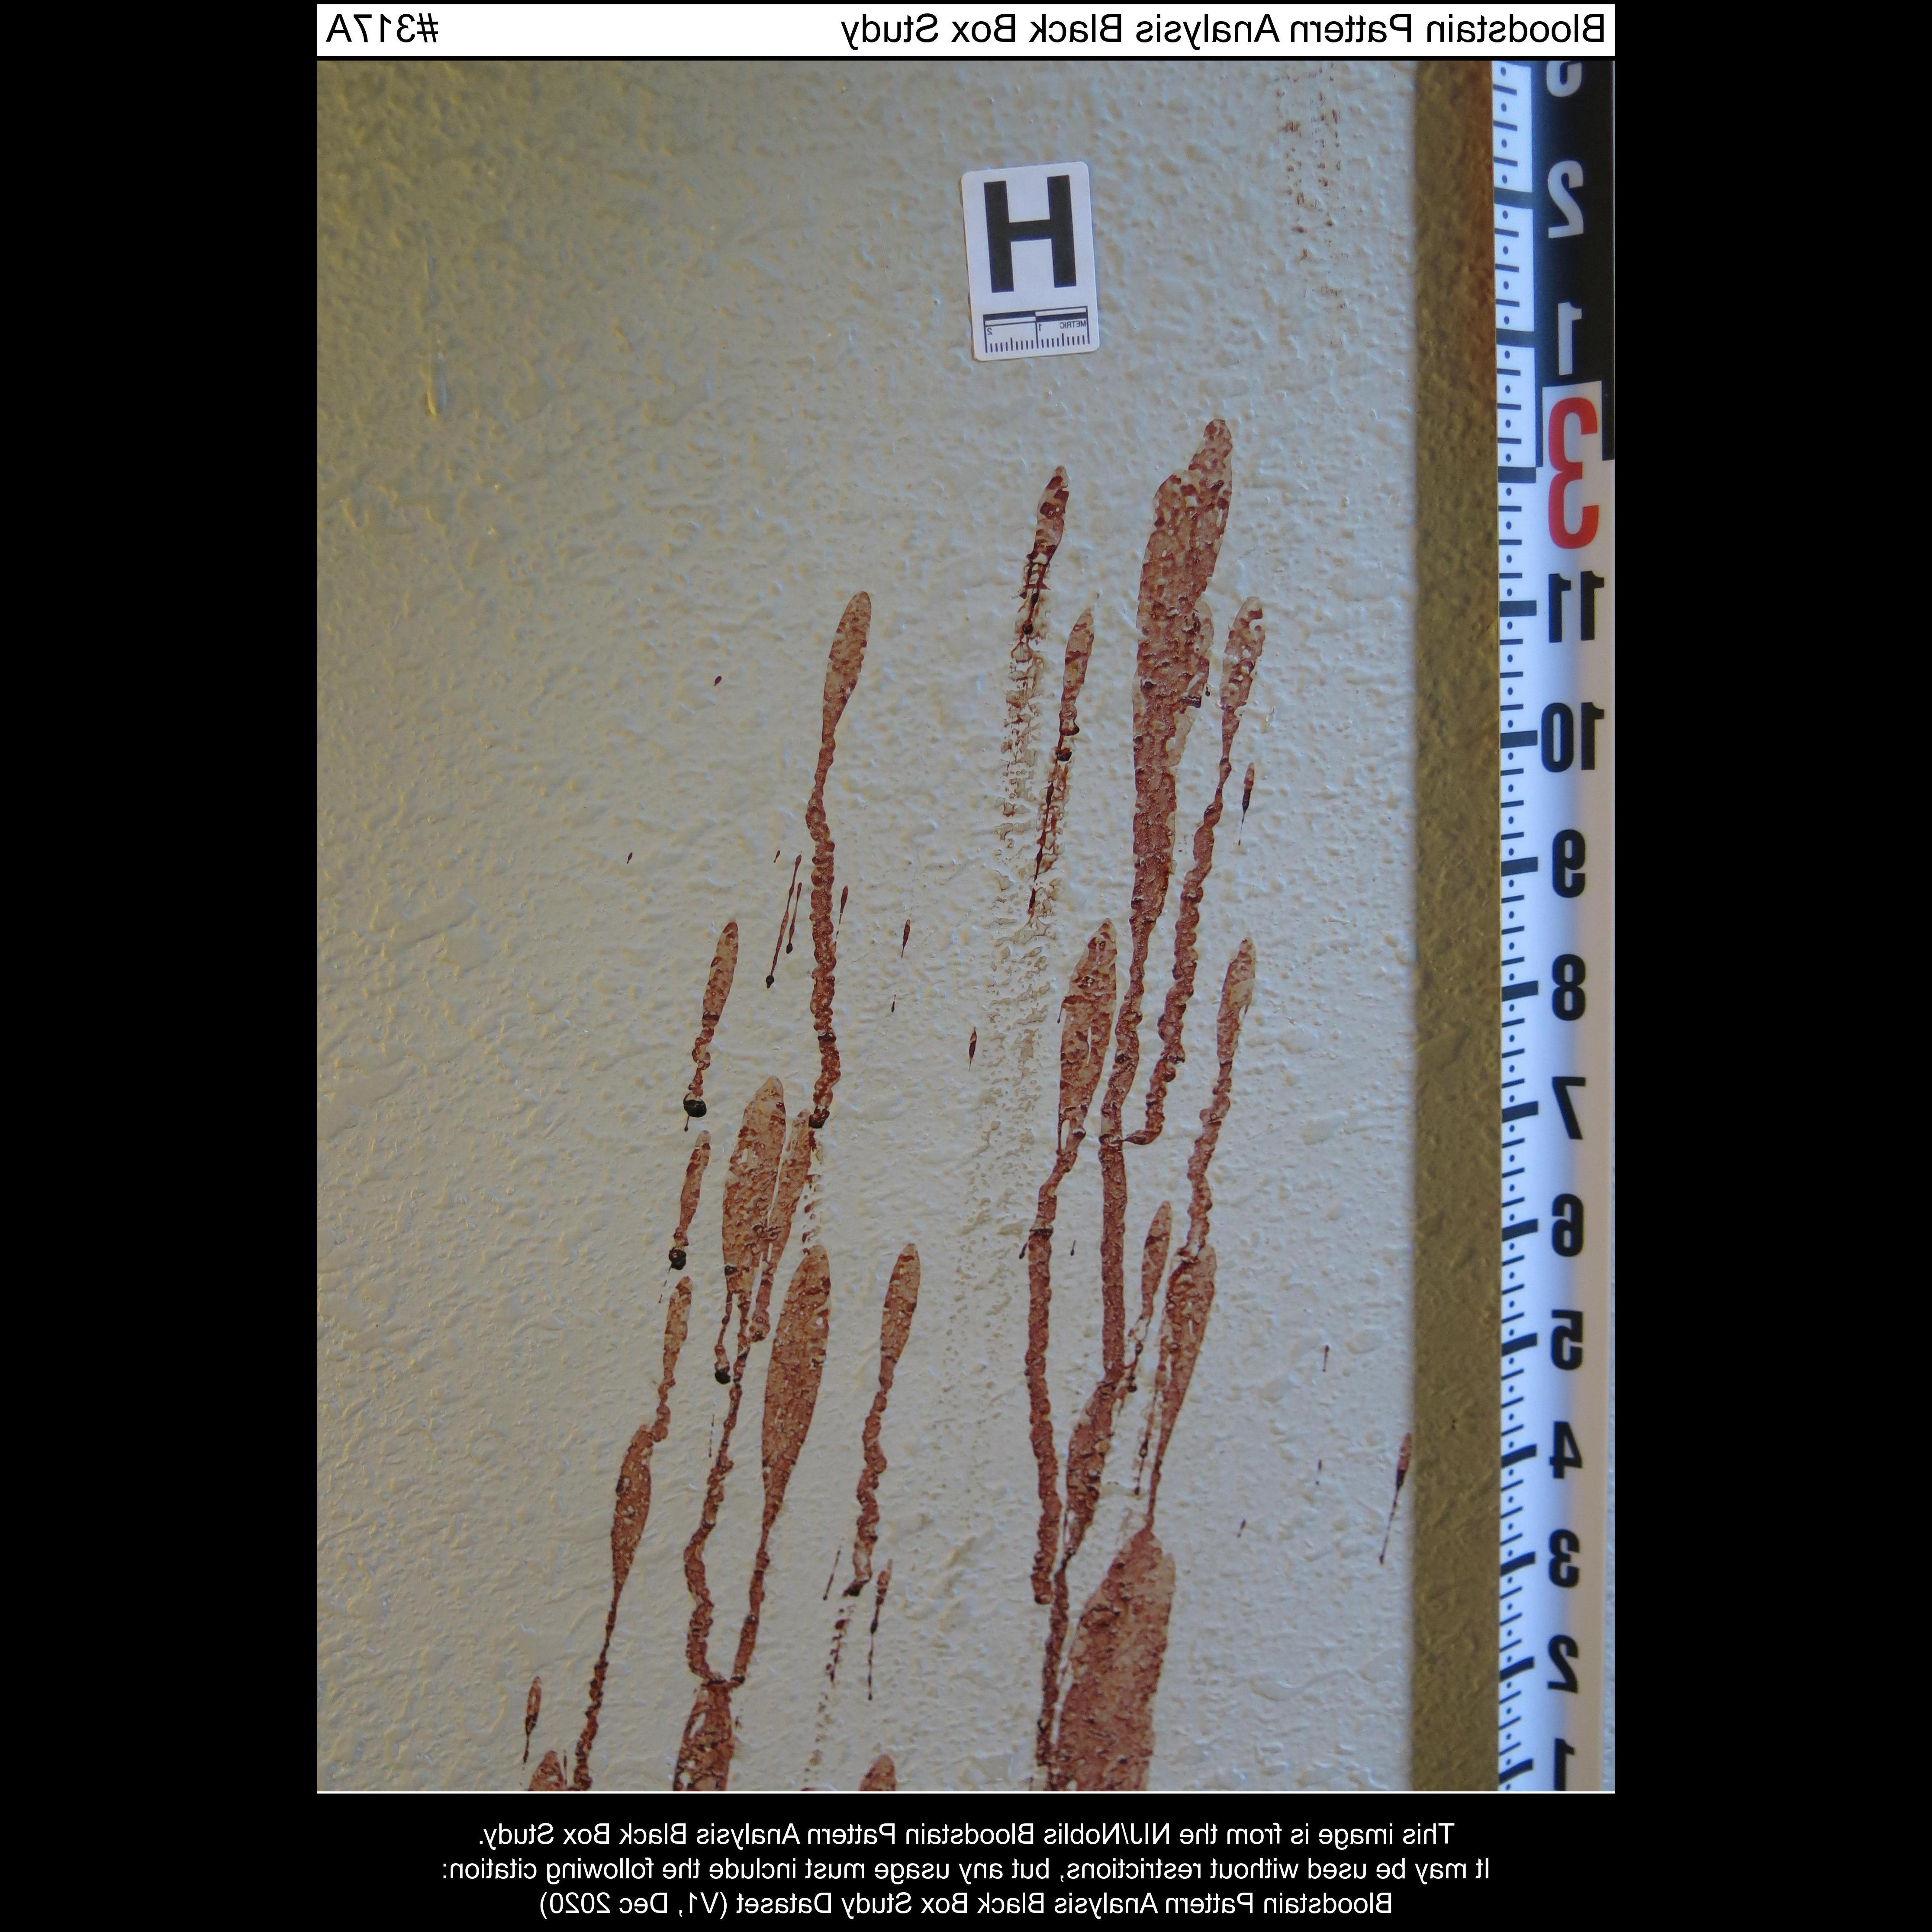 Bloodstain Pattern Analysis Black Box Study #317A
H
METRIC 1 2
3
2
1
3
11
10
9
8
7
6
5
4
3
2
1
This image is from the NIJ/Noblis Bloodstain Pattern Analysis Black Box Study.
It may be used without restrictions, but any usage must include the following citation:
Bloodstain Pattern Analysis Black Box Study Dataset (V1, Dec 2020)